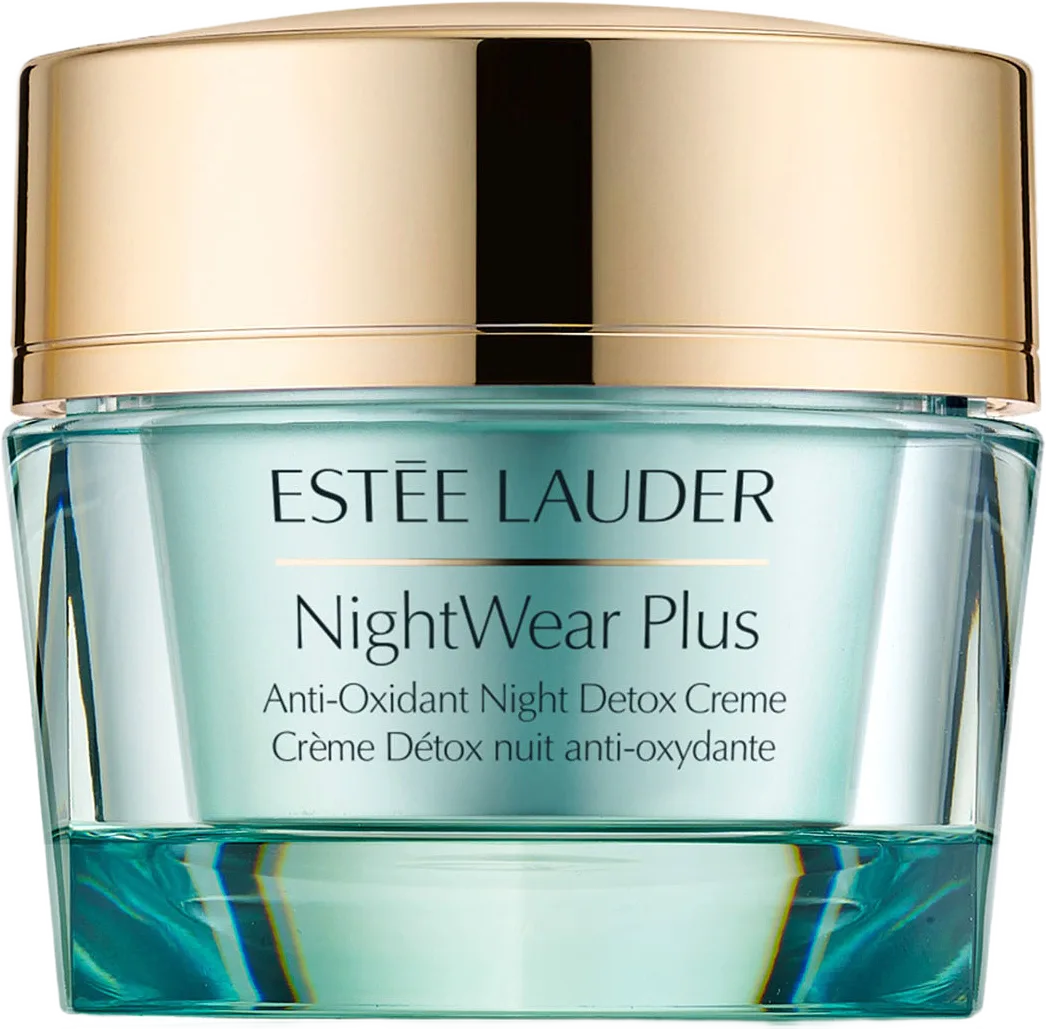 ESTĒE LAUDER
NightWear Plus
Anti-Oxidant Night Detox Creme
Crème Détox nuit anti-oxydante